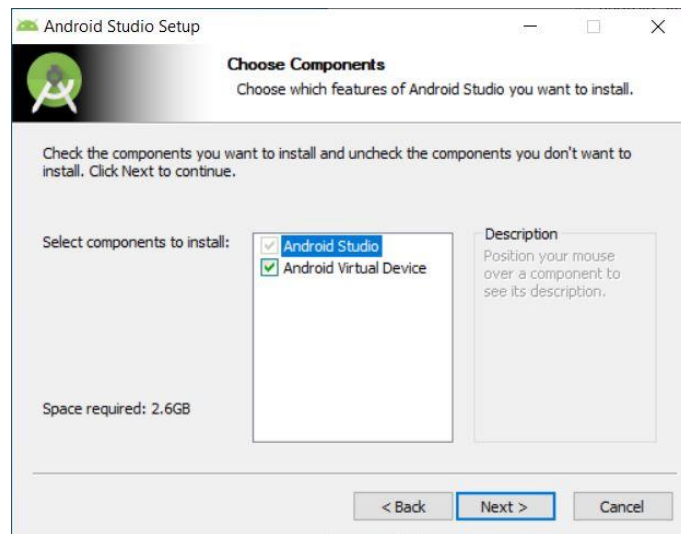 Android Studio Setup
Choose Components
Choose which features of Android Studio you want to install.
Check the components you want to install and uncheck the components you don't want to
install. Click Next to continue.
Select components to install:
Android Studio
Android Virtual Device
Description
Position your mouse
over a component to
see its description.
Space required: 2.6GB
< Back
Next >
Cancel